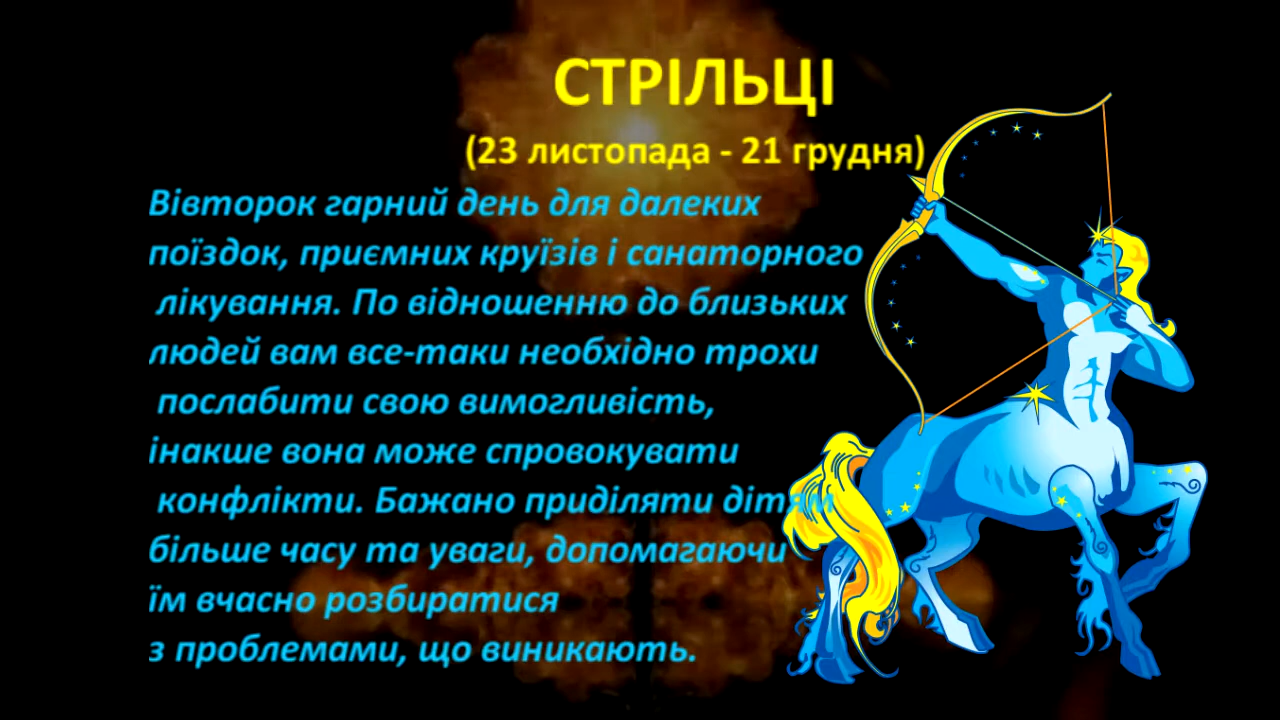 СТРІЛЬЦІ
(23 листопада - 21 грудня)
Вівторок гарний день для далеких
поїздок, приємних круїзів і санаторного
лікування. По відношенню до близьких
людей вам все-таки необхідно трохи
послабити свою вимогливість,
інакше вона може спровокувати
конфлікти. Бажано приділяти дітям
більше часу та уваги, допомагаючи
їм вчасно розбиратися
з проблемами, що виникають.